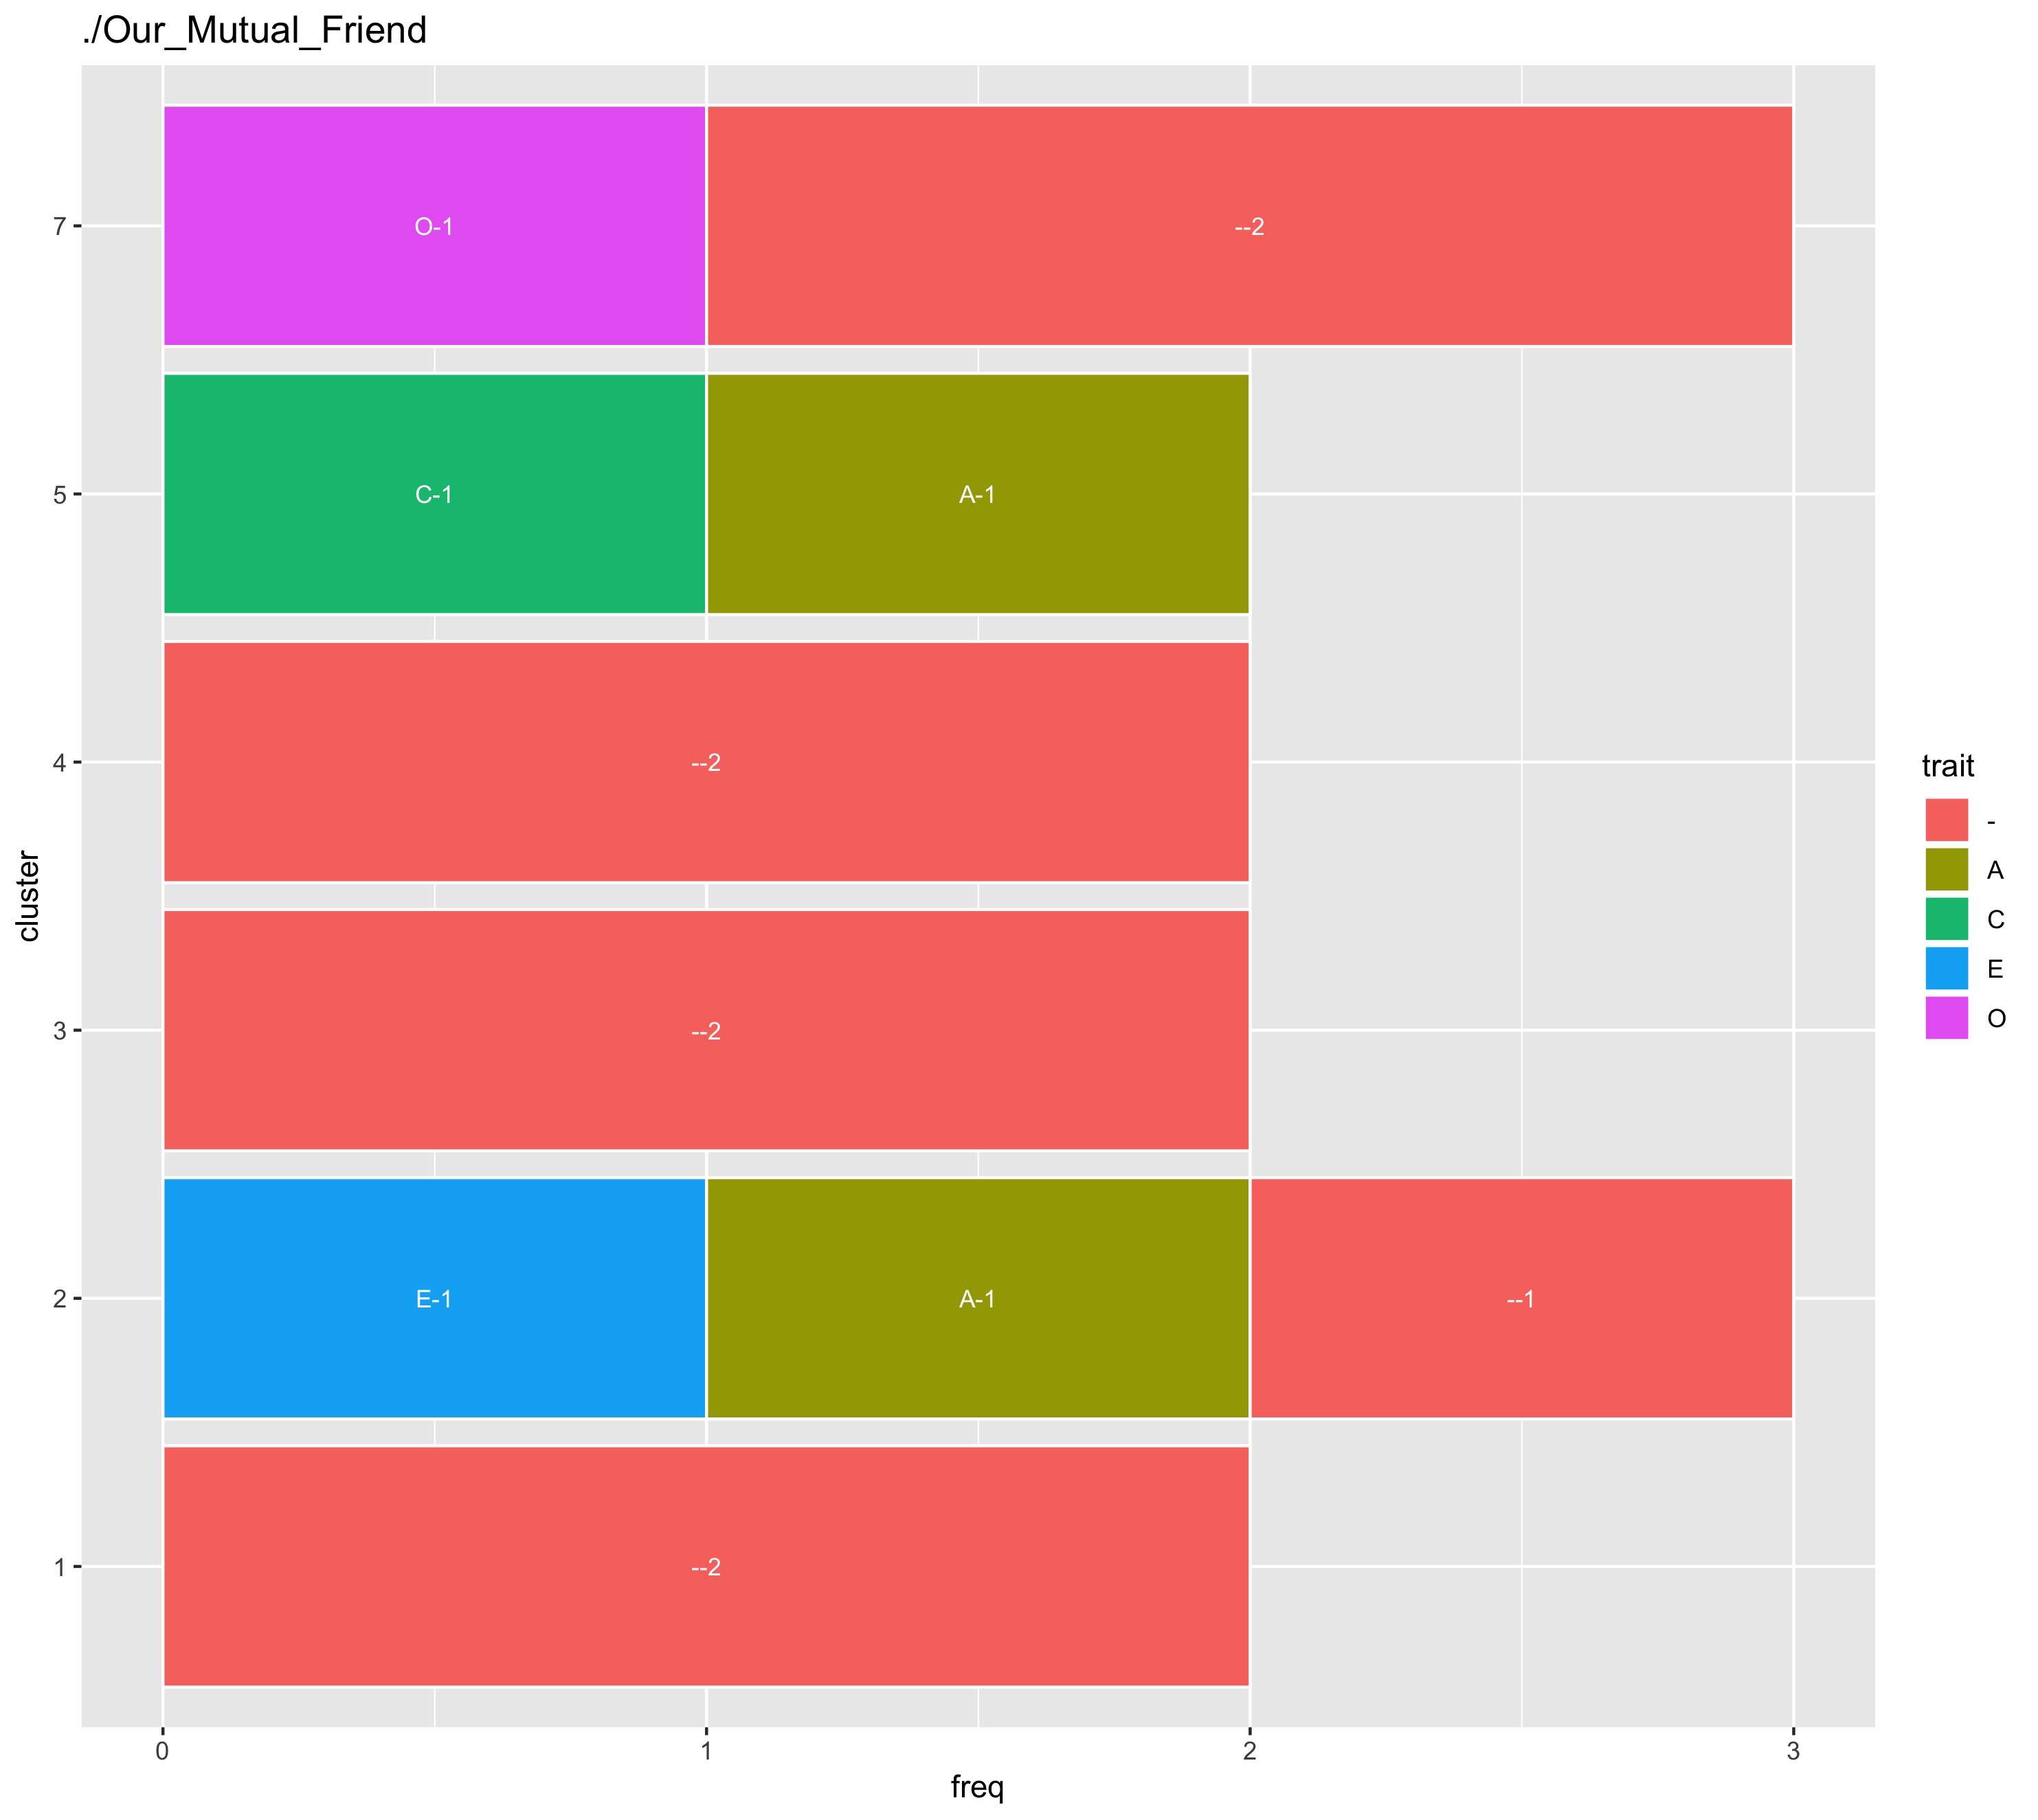 ./Our_Mutual_Friend
7
O-1
--2
5
C-1
A-1
4
--2
3
--2
2
E-1
A-1
--1
1
--2
0
1
2
3
freq
cluster
trait
-
A
C
E
O